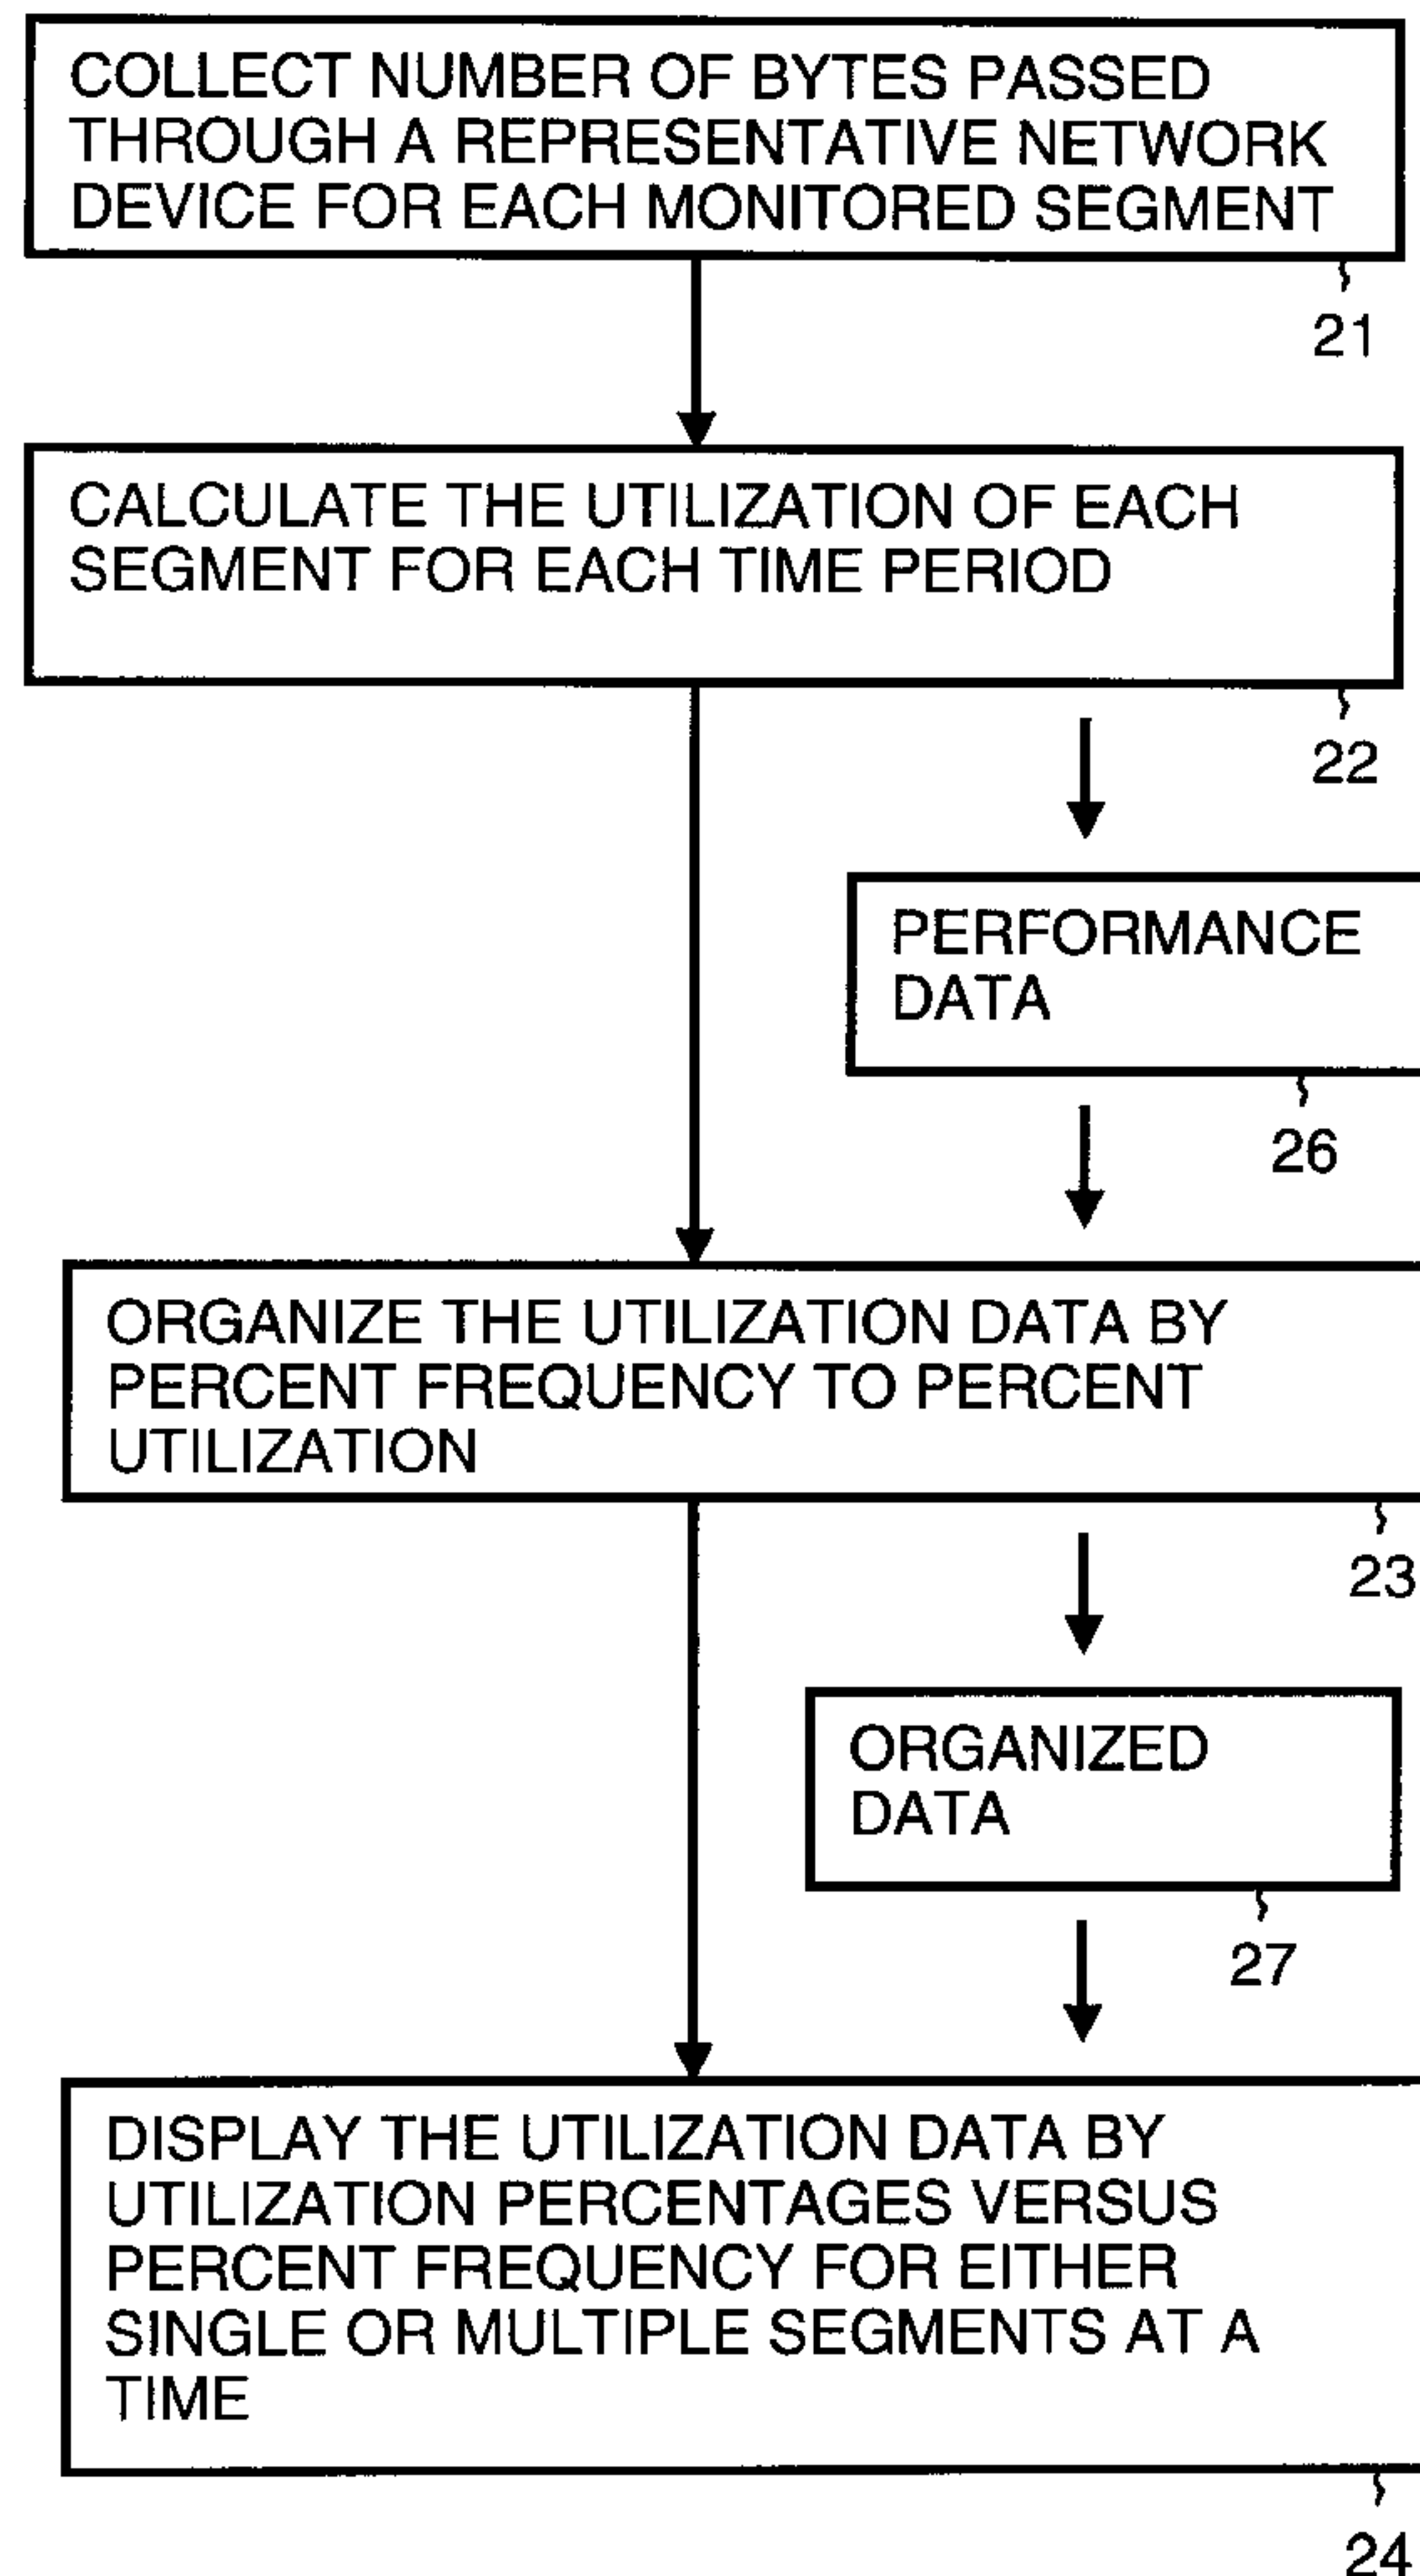 COLLECT NUMBER OF BYTES PASSED
THROUGH A REPRESENTATIVE NETWORK
DEVICE FOR EACH MONITORED SEGMENT
21
CALCULATE THE UTILIZATION OF EACH
SEGMENT FOR EACH TIME PERIOD
22
PERFORMANCE
DATA
26
ORGANIZE THE UTILIZATION DATA BY
PERCENT FREQUENCY TO PERCENT
UTILIZATION
23
ORGANIZED
DATA
27
DISPLAY THE UTILIZATION DATA BY
UTILIZATION PERCENTAGES VERSUS
PERCENT FREQUENCY FOR EITHER
SINGLE OR MULTIPLE SEGMENTS AT A
TIME
24